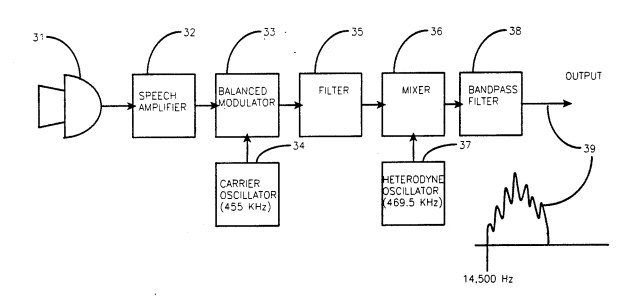 31
32
33
35
36
38
SPEECH
AMPLIFIER
BALANCED
MODULATOR
FILTER
MIXER
BANDPASS
FILTER
OUTPUT
34
37
39
CARRIER
OSCILLATOR
(455 KHz)
HETERODYNE
OSCILLATOR
(469.5 KHz)
14,500 Hz